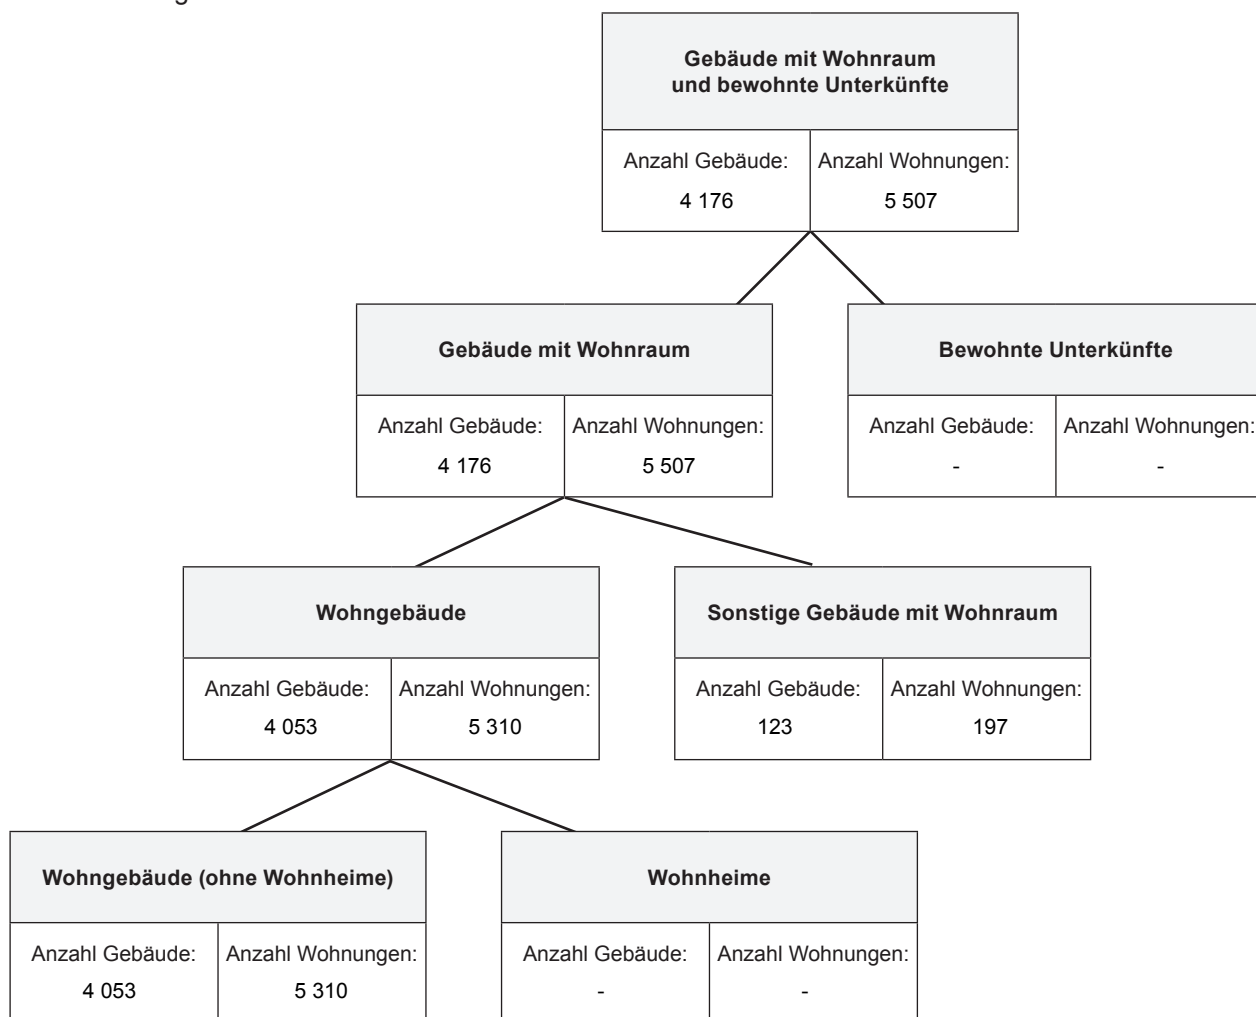 Gebäude mit Wohnraum
und bewohnte Unterkünfte
Anzahl Gebäude: Anzahl Wohnungen:
4 176 5 507
Gebäude mit Wohnraum
Anzahl Gebäude: Anzahl Wohnungen:
4 176 5 507
Bewohnte Unterkünfte
Anzahl Gebäude: Anzahl Wohnungen:
- -
Wohngebäude
Anzahl Gebäude: Anzahl Wohnungen:
4 053 5 310
Sonstige Gebäude mit Wohnraum
Anzahl Gebäude: Anzahl Wohnungen:
123 197
Wohngebäude (ohne Wohnheime)
Anzahl Gebäude: Anzahl Wohnungen:
4 053 5 310
Wohnheime
Anzahl Gebäude: Anzahl Wohnungen:
- -